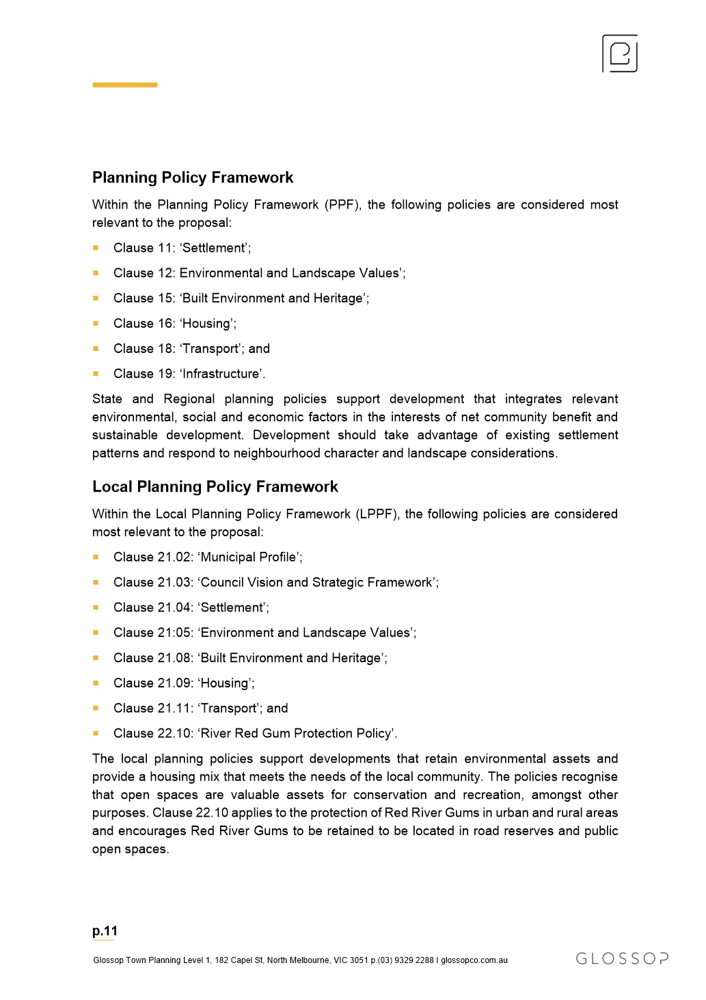 Planning Policy Framework
Within the Planning Policy Framework (PPF), the following policies are considered most
relevant to the proposal:
Clause 11: ‘Settlement’;
Clause 12: Environmental and Landscape Values’;
Clause 15: ‘Built Environment and Heritage’;
Clause 16: ‘Housing’;
Clause 18: ‘Transport’; and
Clause 19: ‘Infrastructure’.
State and Regional planning policies support development that integrates relevant
environmental, social and economic factors in the interests of net community benefit and
sustainable development. Development should take advantage of existing settlement
patterns and respond to neighbourhood character and landscape considerations.
Local Planning Policy Framework
Within the Local Planning Policy Framework (LPPF), the following policies are considered
most relevant to the proposal:
Clause 21.02: ‘Municipal Profile’;
Clause 21.03: ‘Council Vision and Strategic Framework’;
Clause 21.04: ‘Settlement’;
Clause 21:05: ‘Environment and Landscape Values’;
Clause 21.08: ‘Built Environment and Heritage’;
Clause 21.09: ‘Housing’;
Clause 21.11: ‘Transport’; and
Clause 22.10: ‘River Red Gum Protection Policy’.
The local planning policies support developments that retain environmental assets and
provide a housing mix that meets the needs of the local community. The policies recognise
that open spaces are valuable assets for conservation and recreation, amongst other
purposes. Clause 22.10 applies to the protection of Red River Gums in urban and rural areas
and encourages Red River Gums to be retained to be located in road reserves and public
open spaces.
p.11
Glossop Town Planning Level 1, 182 Capel St, North Melbourne, VIC 3051 p.(03) 9329 2288 I glossopco.com.au
GLOSSOP